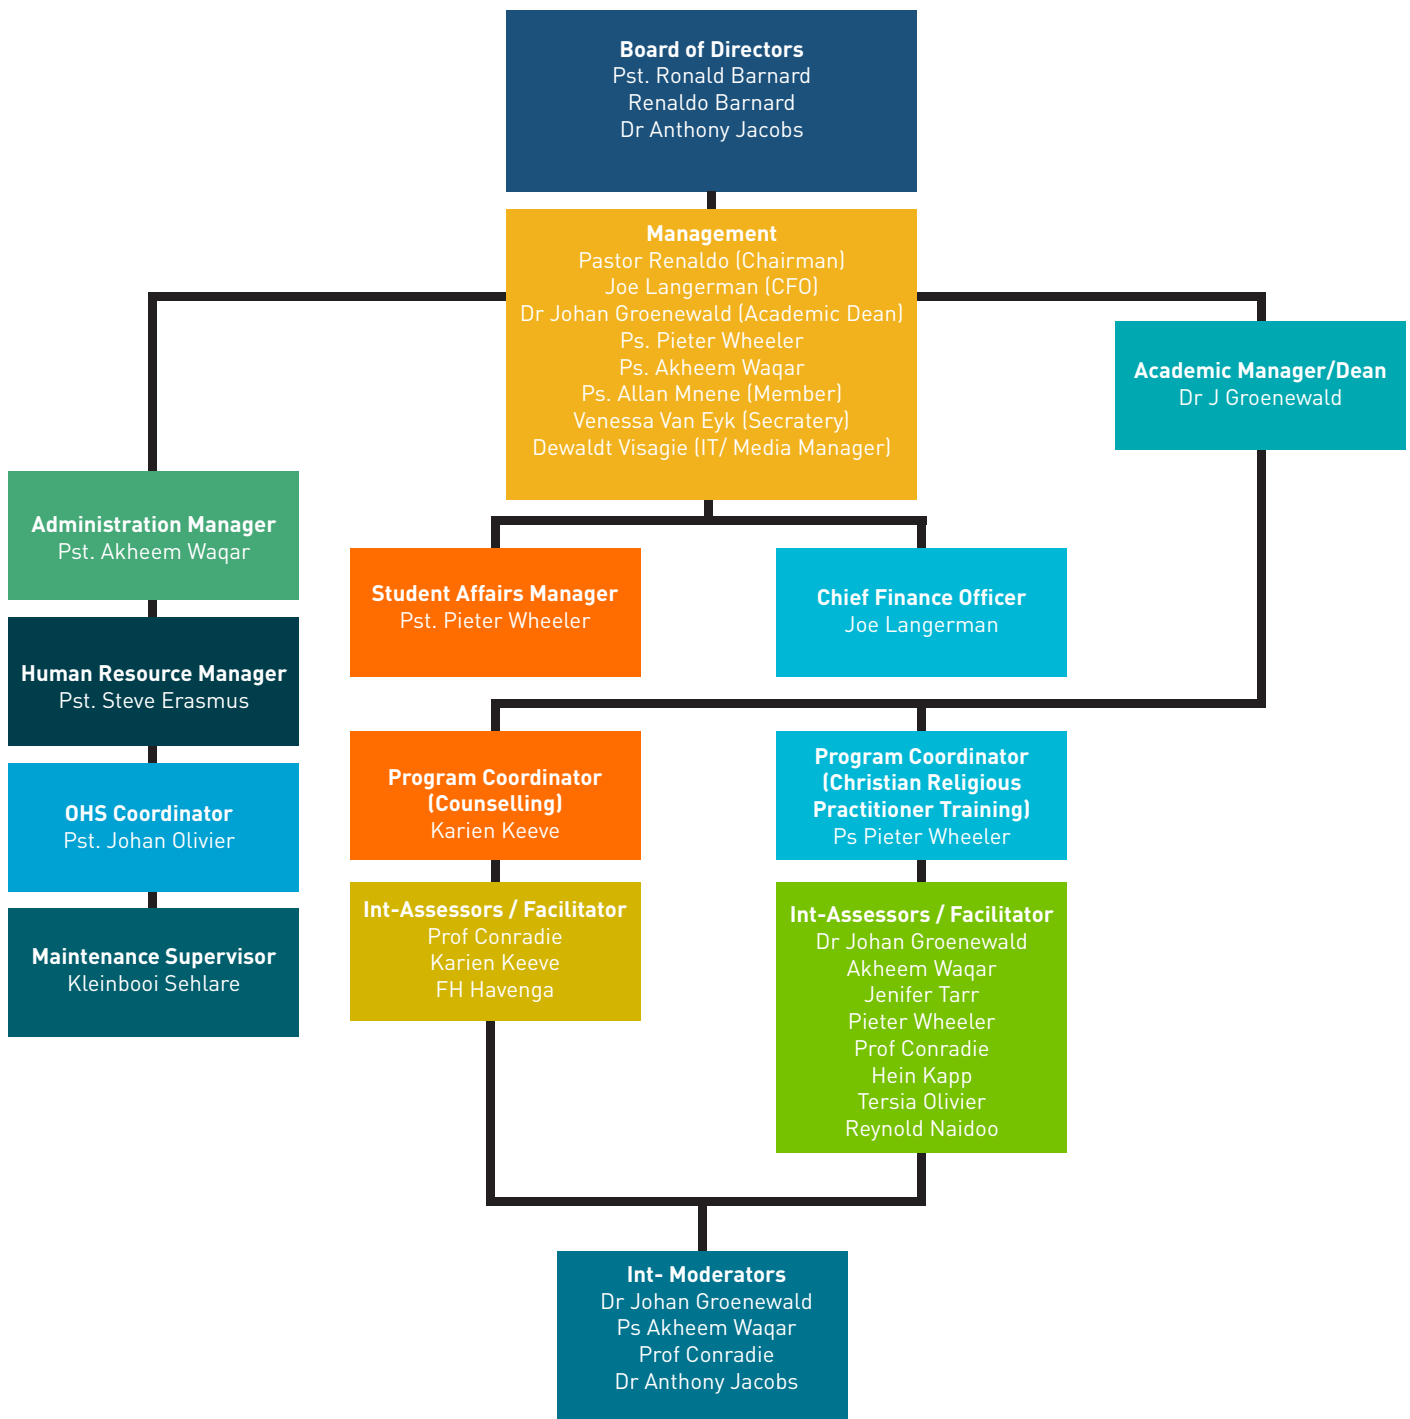 Board of Directors
Pst. Ronald Barnard
Renaldo Barnard
Dr Anthony Jacobs
Management
Pastor Renaldo (Chairman)
Joe Langerman (CFO)
Dr Johan Groenewald (Academic Dean)
Ps. Pieter Wheeler
Ps. Akheem Waqar
Ps. Allan Mnene (Member)
Venessa Van Eyk (Secratery)
Dewaldt Visagie (IT/ Media Manager)
Academic Manager/Dean
Dr J Groenewald
Administration Manager
Pst. Akheem Waqar
Student Affairs Manager
Pst. Pieter Wheeler
Chief Finance Officer
Joe Langerman
Human Resource Manager
Pst. Steve Erasmus
OHS Coordinator
Pst. Johan Olivier
Maintenance Supervisor
Kleinbooi Sehlare
Program Coordinator
(Counselling)
Karien Keeve
Program Coordinator
(Christian Religious
Practitioner Training)
Ps Pieter Wheeler
Int-Assessors / Facilitator
Prof Conradie
Karien Keeve
FH Havenga
Int-Assessors / Facilitator
Dr Johan Groenewald
Akheem Waqar
Jenifer Tarr
Pieter Wheeler
Prof Conradie
Hein Kapp
Tersia Olivier
Reynold Naidoo
Int- Moderators
Dr Johan Groenewald
Ps Akheem Waqar
Prof Conradie
Dr Anthony Jacobs